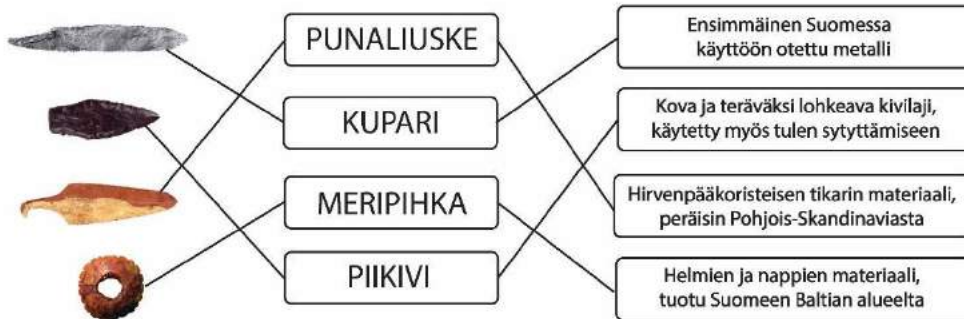 PUNALIUSKE
KUPARI
MERIPIHKA
PIIKIVI
Ensimmäinen Suomessa
käyttöön otettu metalli
Kova ja teräväksi lohkeava kivilaji,
käytetty myös tulen sytyttämiseen
Hirvenpääkoristeisen tikarin materiaali,
peräisin Pohjois-Skandinaviasta
Helmien ja nappien materiaali,
tuotu Suomeen Baltian alueelta